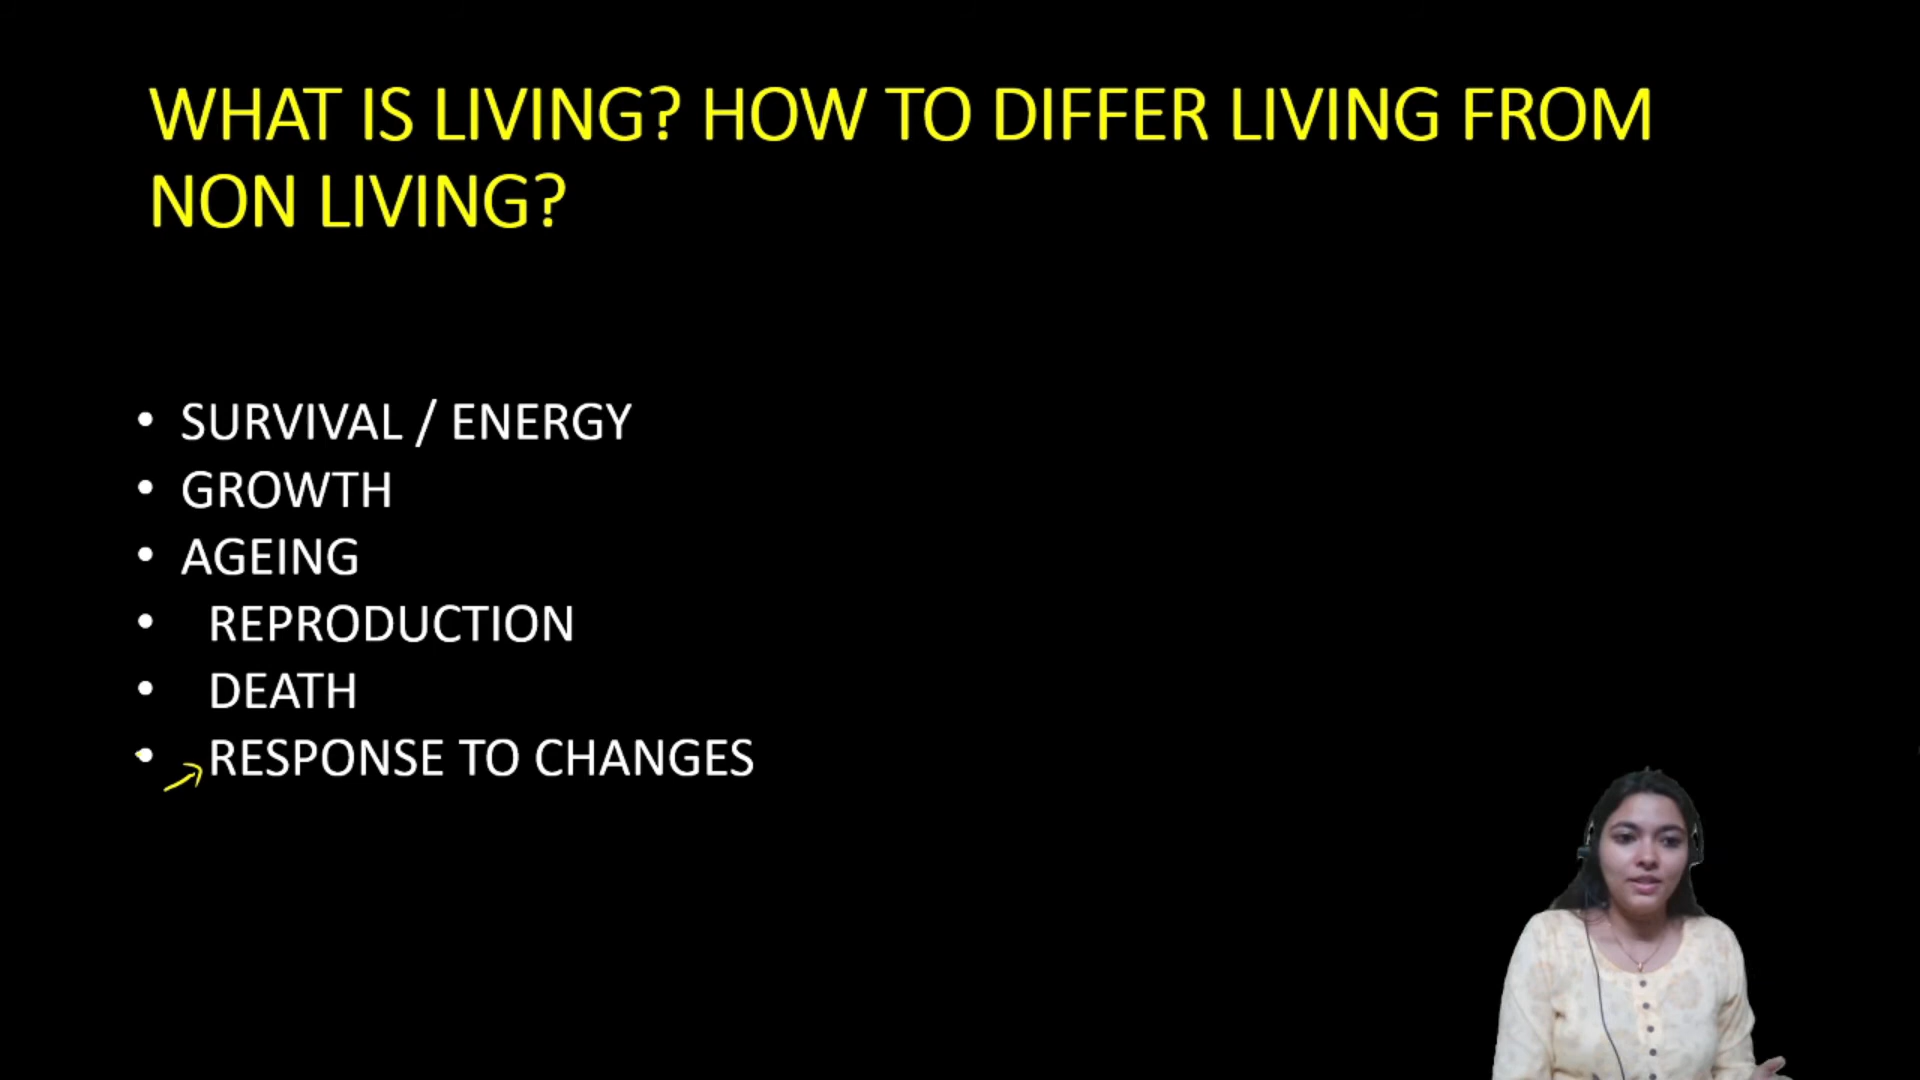 WHAT IS LIVING? HOW TO DIFFER LIVING FROM
NON LIVING?
• SURVIVAL / ENERGY
• GROWTH
• AGEING
• REPRODUCTION
• DEATH
• RESPONSE TO CHANGES